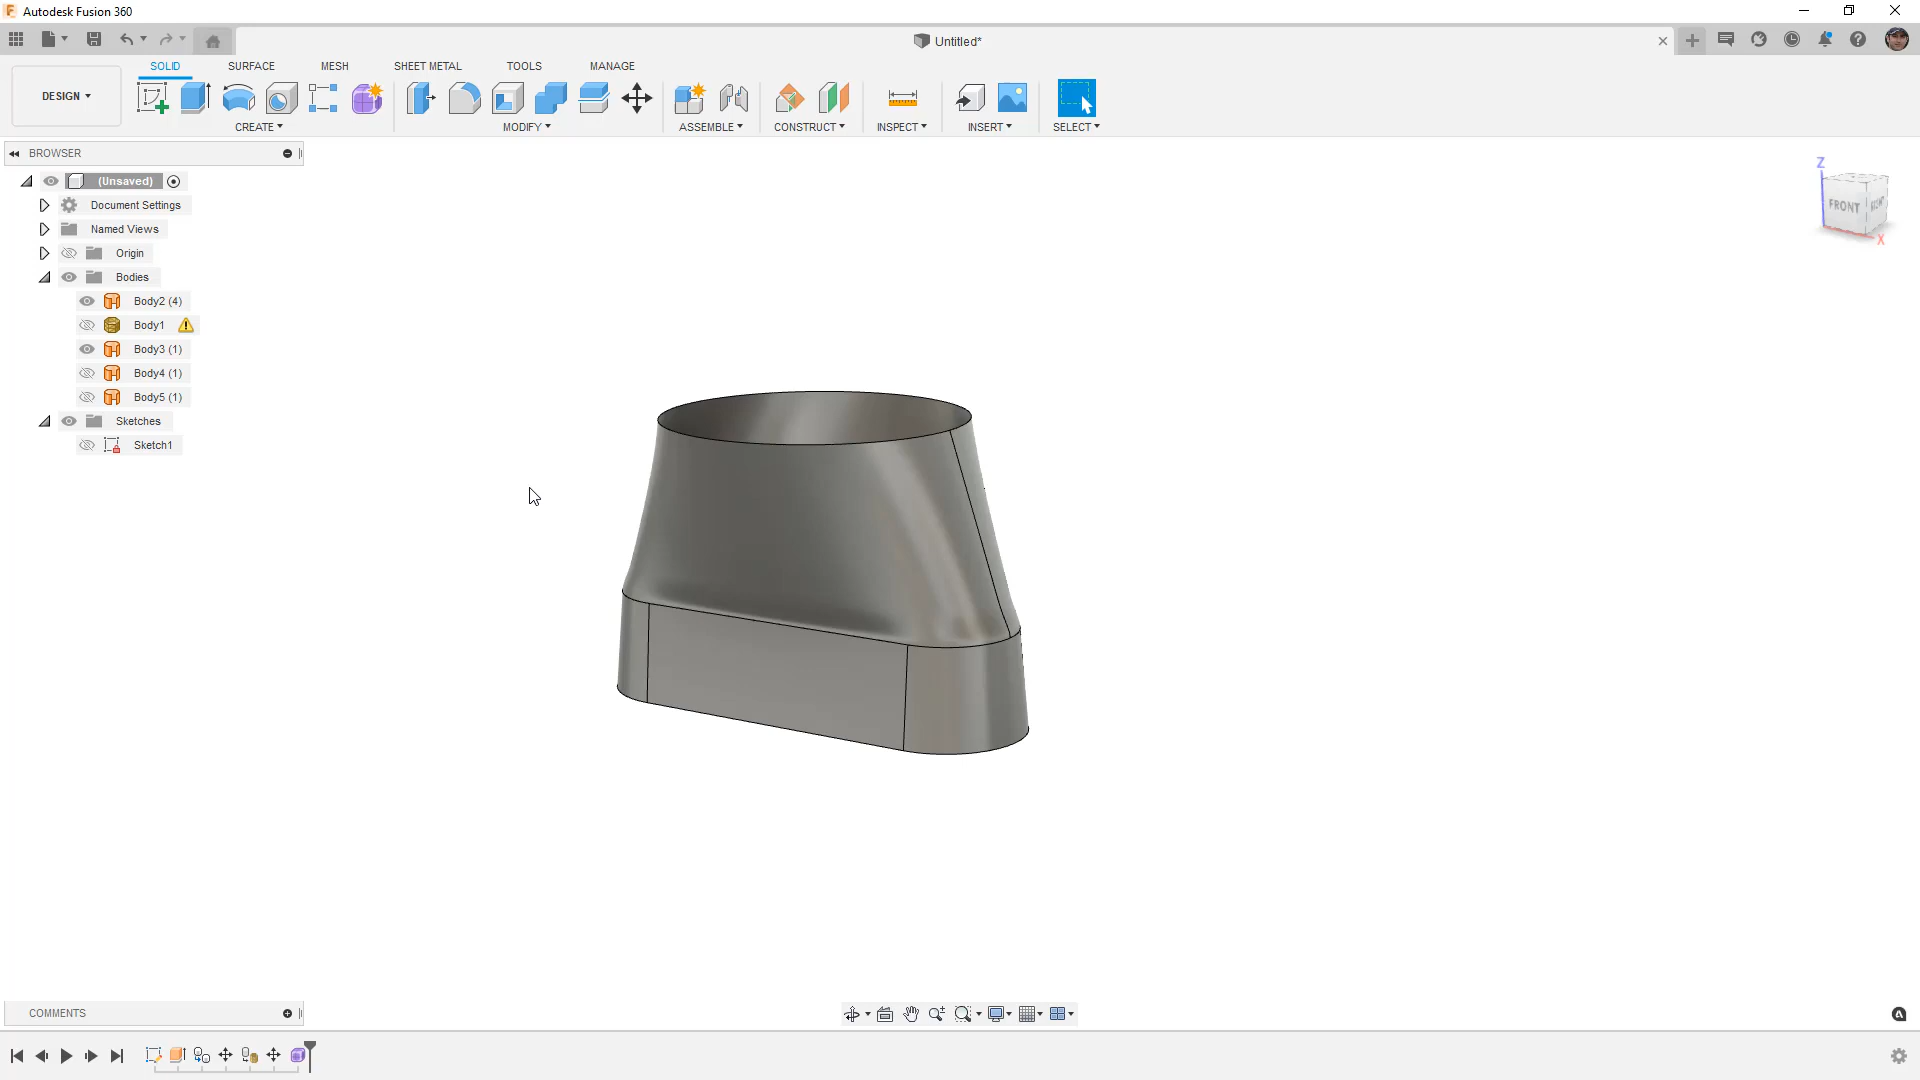 Autodesk Fusion 360
Untitled*
DESIGN
SOLID SURFACE MESH SHEET METAL TOOLS MANAGE
CREATE MODIFY ASSEMBLE CONSTRUCT INSPECT INSERT SELECT
BROWSER
(Unsaved)
Document Settings
Named Views
Origin
Bodies
Body2 (4)
Body1
Body3 (1)
Body4 (1)
Body5 (1)
Sketches
Sketch1
Z
FRONT
RIGHT
X
COMMENTS